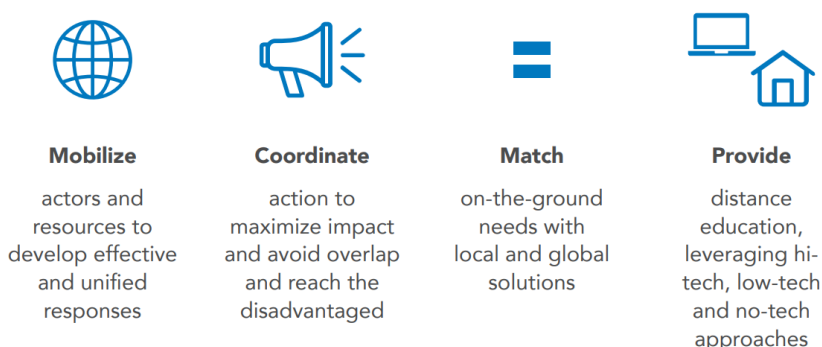 Mobilize
actors and
resources to
develop effective
and unified
responses
Coordinate
action to
maximize impact
and avoid overlap
and reach the
disadvantaged
Match
on-the-ground
needs with
local and global
solutions
Provide
distance
education,
leveraging hi-
tech, low-tech
and no-tech
approaches